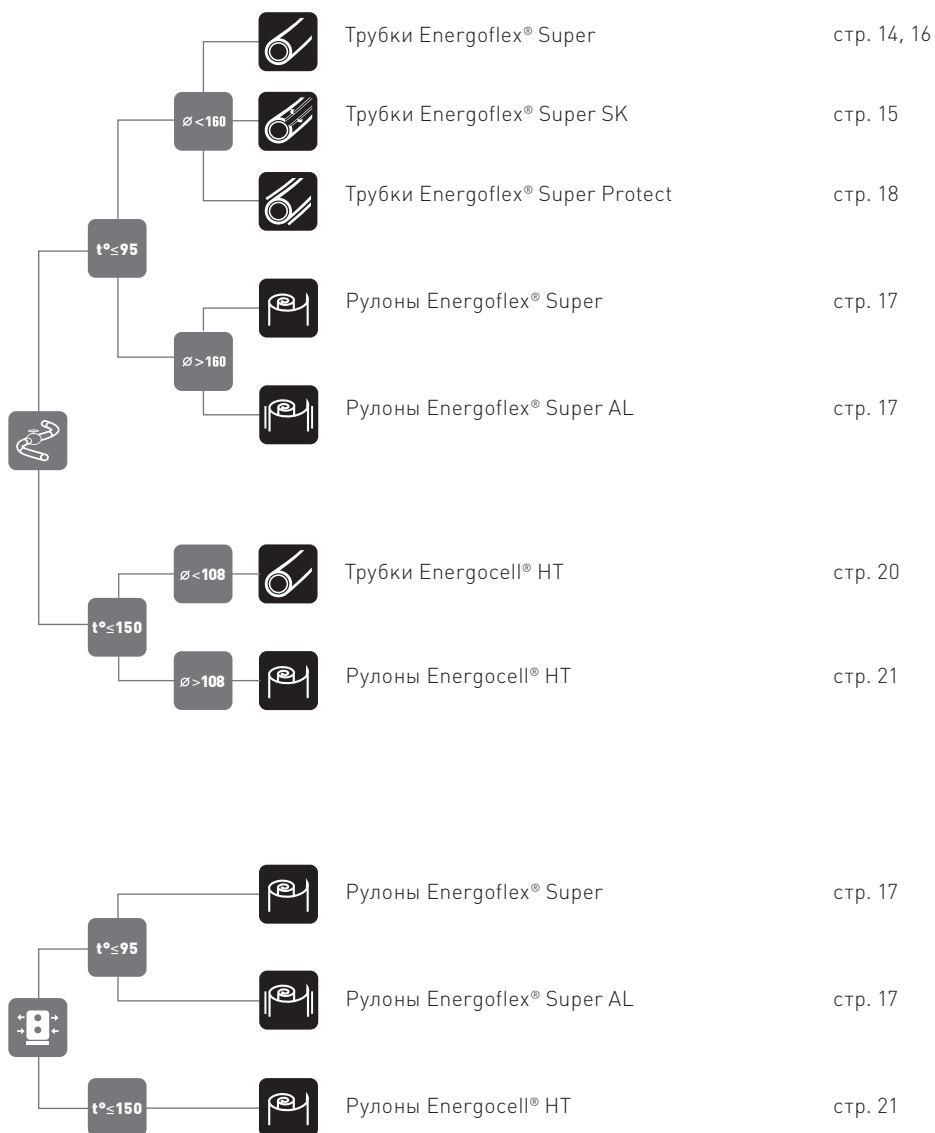 Трубки Energoflex® Super стр. 14, 16
ø<160 Трубки Energoflex® Super SK стр. 15
Трубки Energoflex® Super Protect стр. 18
t°≤95
Рулоны Energoflex® Super стр. 17
ø>160
Рулоны Energoflex® Super AL стр. 17
ø<108 Трубки Energocell® HT стр. 20
t°≤150
ø>108 Рулоны Energocell® HT стр. 21
Рулоны Energoflex® Super стр. 17
t°≤95
Рулоны Energoflex® Super AL стр. 17
t°≤150 Рулоны Energocell® HT стр. 21